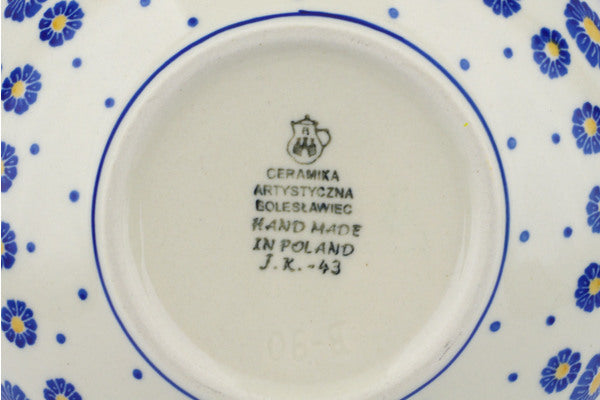 CERAMIKA
ARTYSTYCZNA
BOLESŁAWIEC
HAND MADE
IN POLAND
J.K.-43